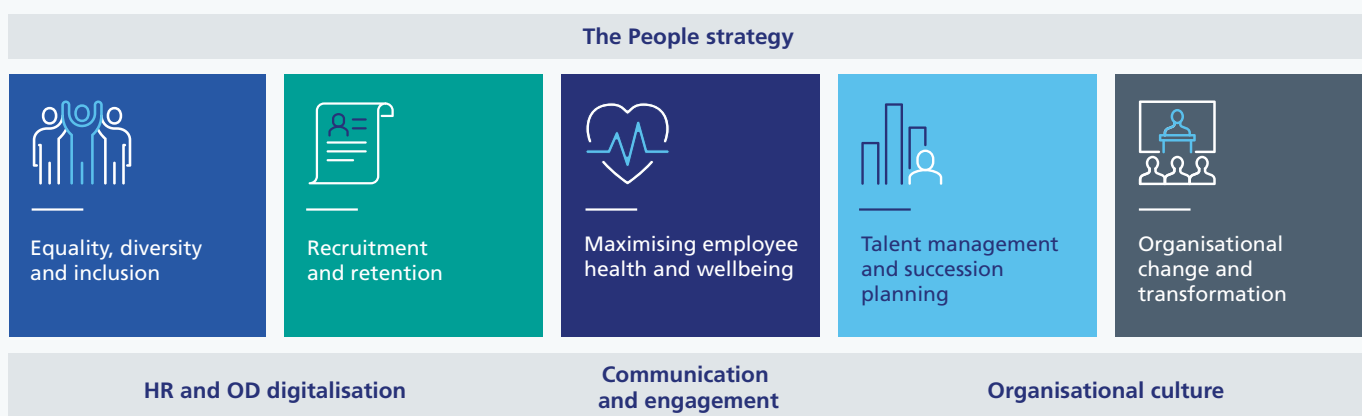 The People strategy
Equality, diversity
and inclusion
Recruitment
and retention
Maximising employee
health and wellbeing
Talent management
and succession
planning
Organisational
change and
transformation
HR and OD digitalisation
Communication
and engagement
Organisational culture